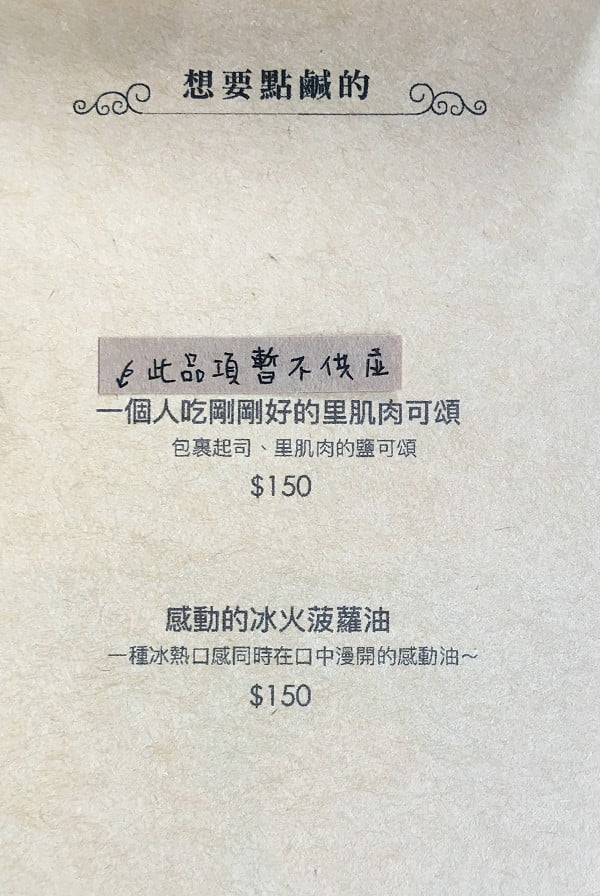 想要點鹹的
此品項暫不供應
一個人吃剛剛好的里肌肉可頌
包裹起司、里肌肉的鹽可頌
$150
感動的冰火菠蘿油
一種冰熱口感同時在口中漫開的感動油～
$150